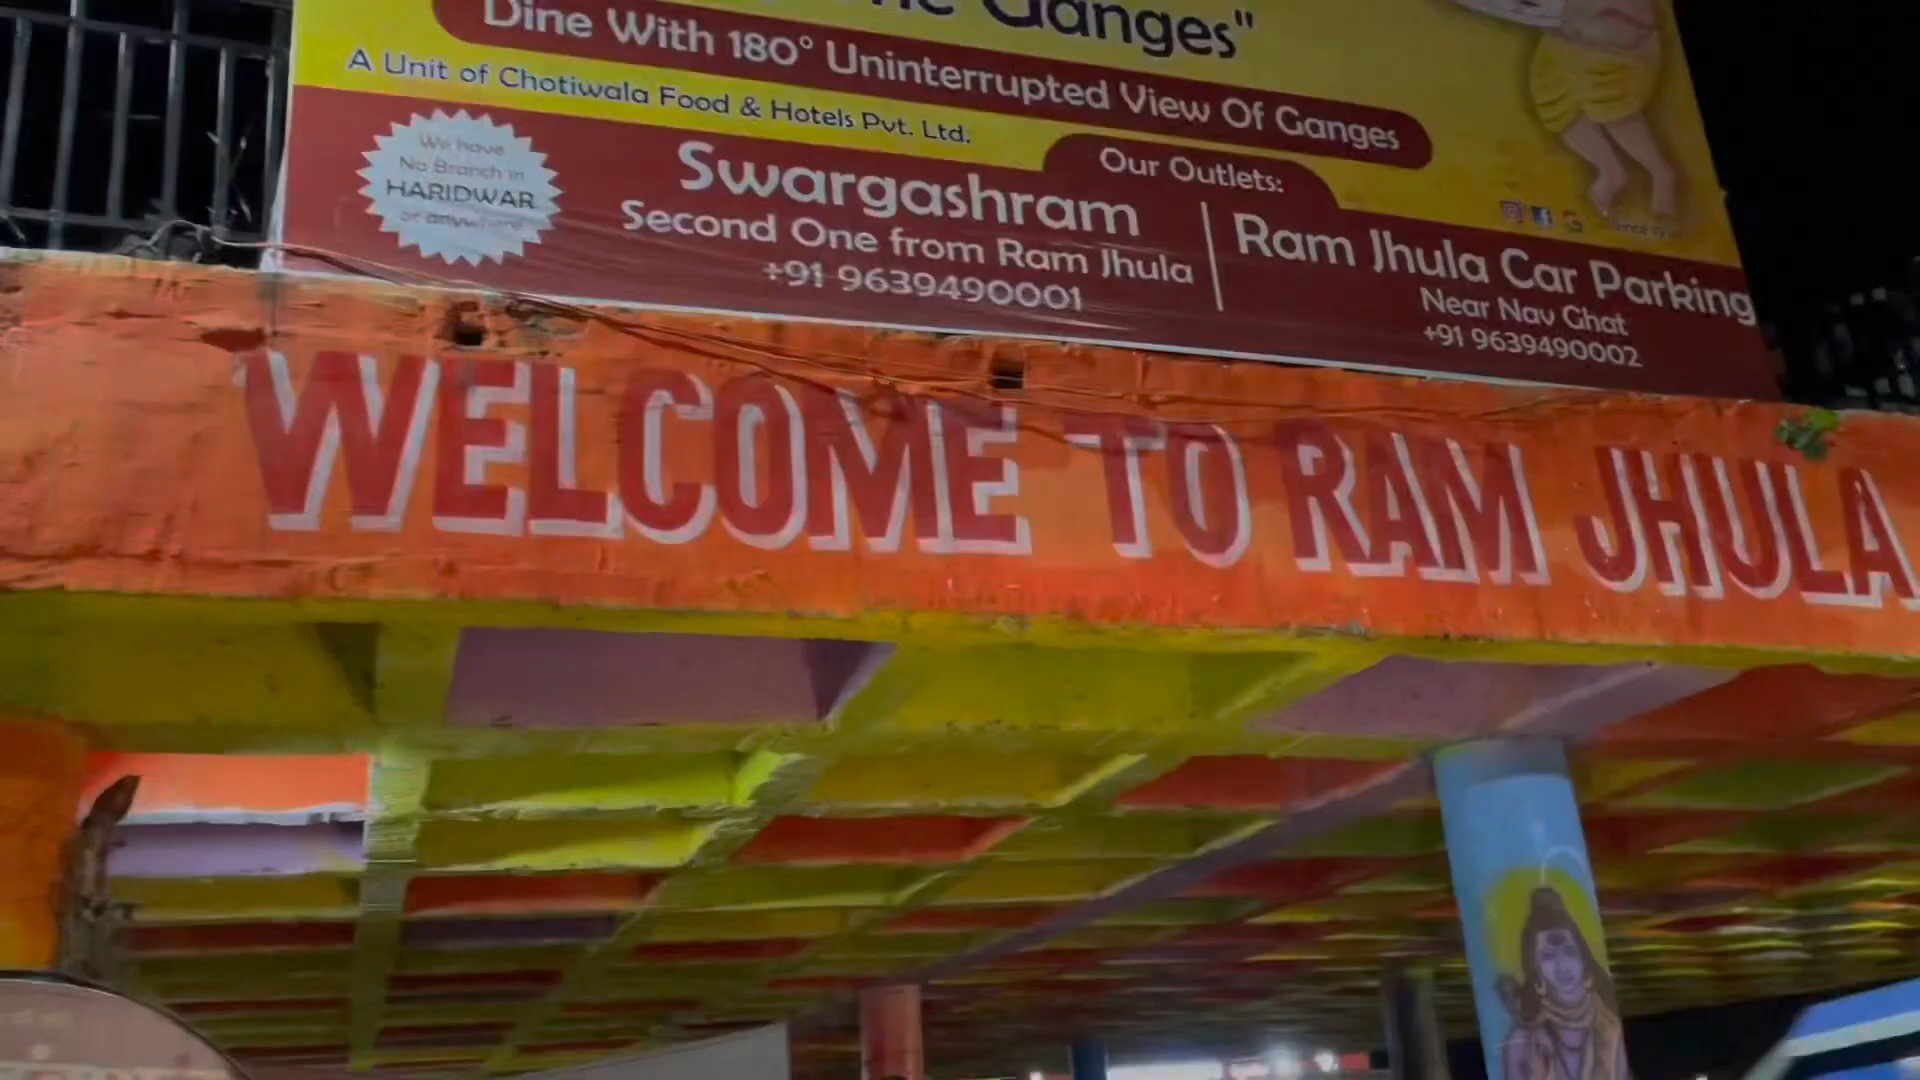 Ganges"
Dine With 180° Uninterrupted View Of Ganges
A Unit of Chotiwala Food & Hotels Pvt. Ltd.
We have
No Branch in
HARIDWAR
or anywhere
Our Outlets:
Swargashram
Second One from Ram Jhula
+91 9639490001
Ram Jhula Car Parking
Near Nav Ghat
+91 9639490002
WELCOME TO RAM JHULA